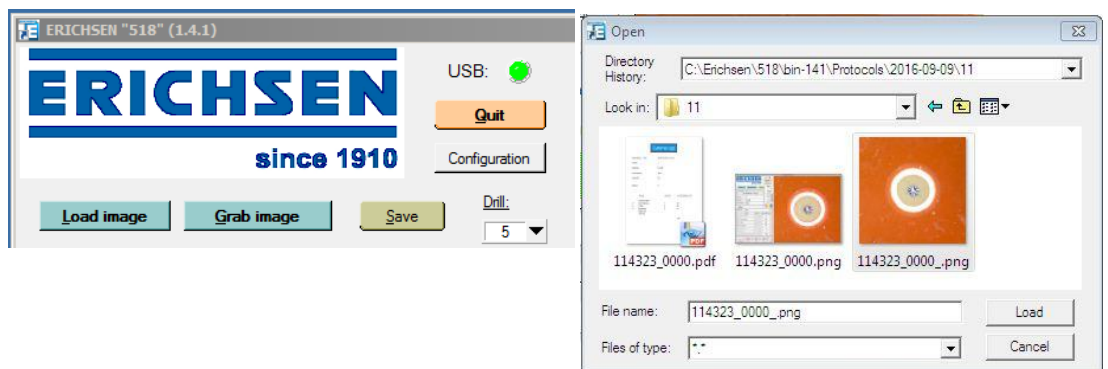 ERICHSEN "518" (1.4.1)
ERICHSEN
since 1910
USB:
Quit
Configuration
Load image
Grab image
Save
Drill:
5
Open
Directory
History:
C:\Erichsen\518\bin-141\Protocols\2016-09-09\11
Look in:
11
PDF
114323_0000.pdf
114323_0000.png
114323_0000_.png
File name:
114323_0000_.png
Load
Files of type:
*.*
Cancel